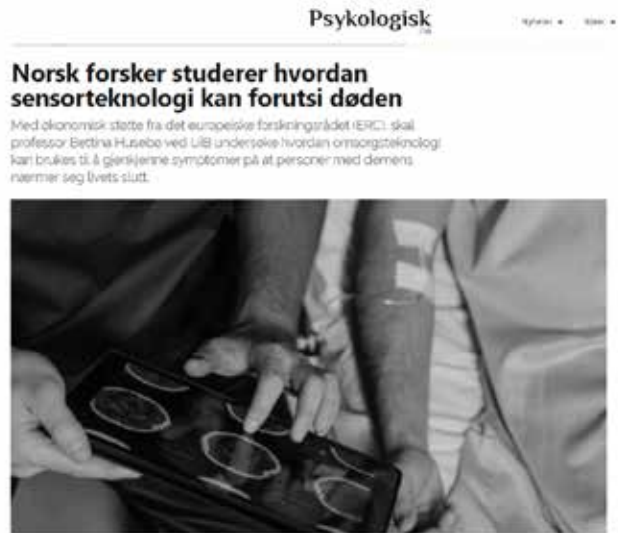 Psykologisk
Nyheter
Norsk forsker studerer hvordan
sensorteknologi kan forutsi døden
Med økonomisk støtte fra det europeiske forskningsrådet (ERC), skal
professor Bettina Husebø ved UiB undersøke hvordan omsorgsteknologi
kan brukes til å gjenkjenne symptomer på at personer med demens
nærmer seg livets slutt.